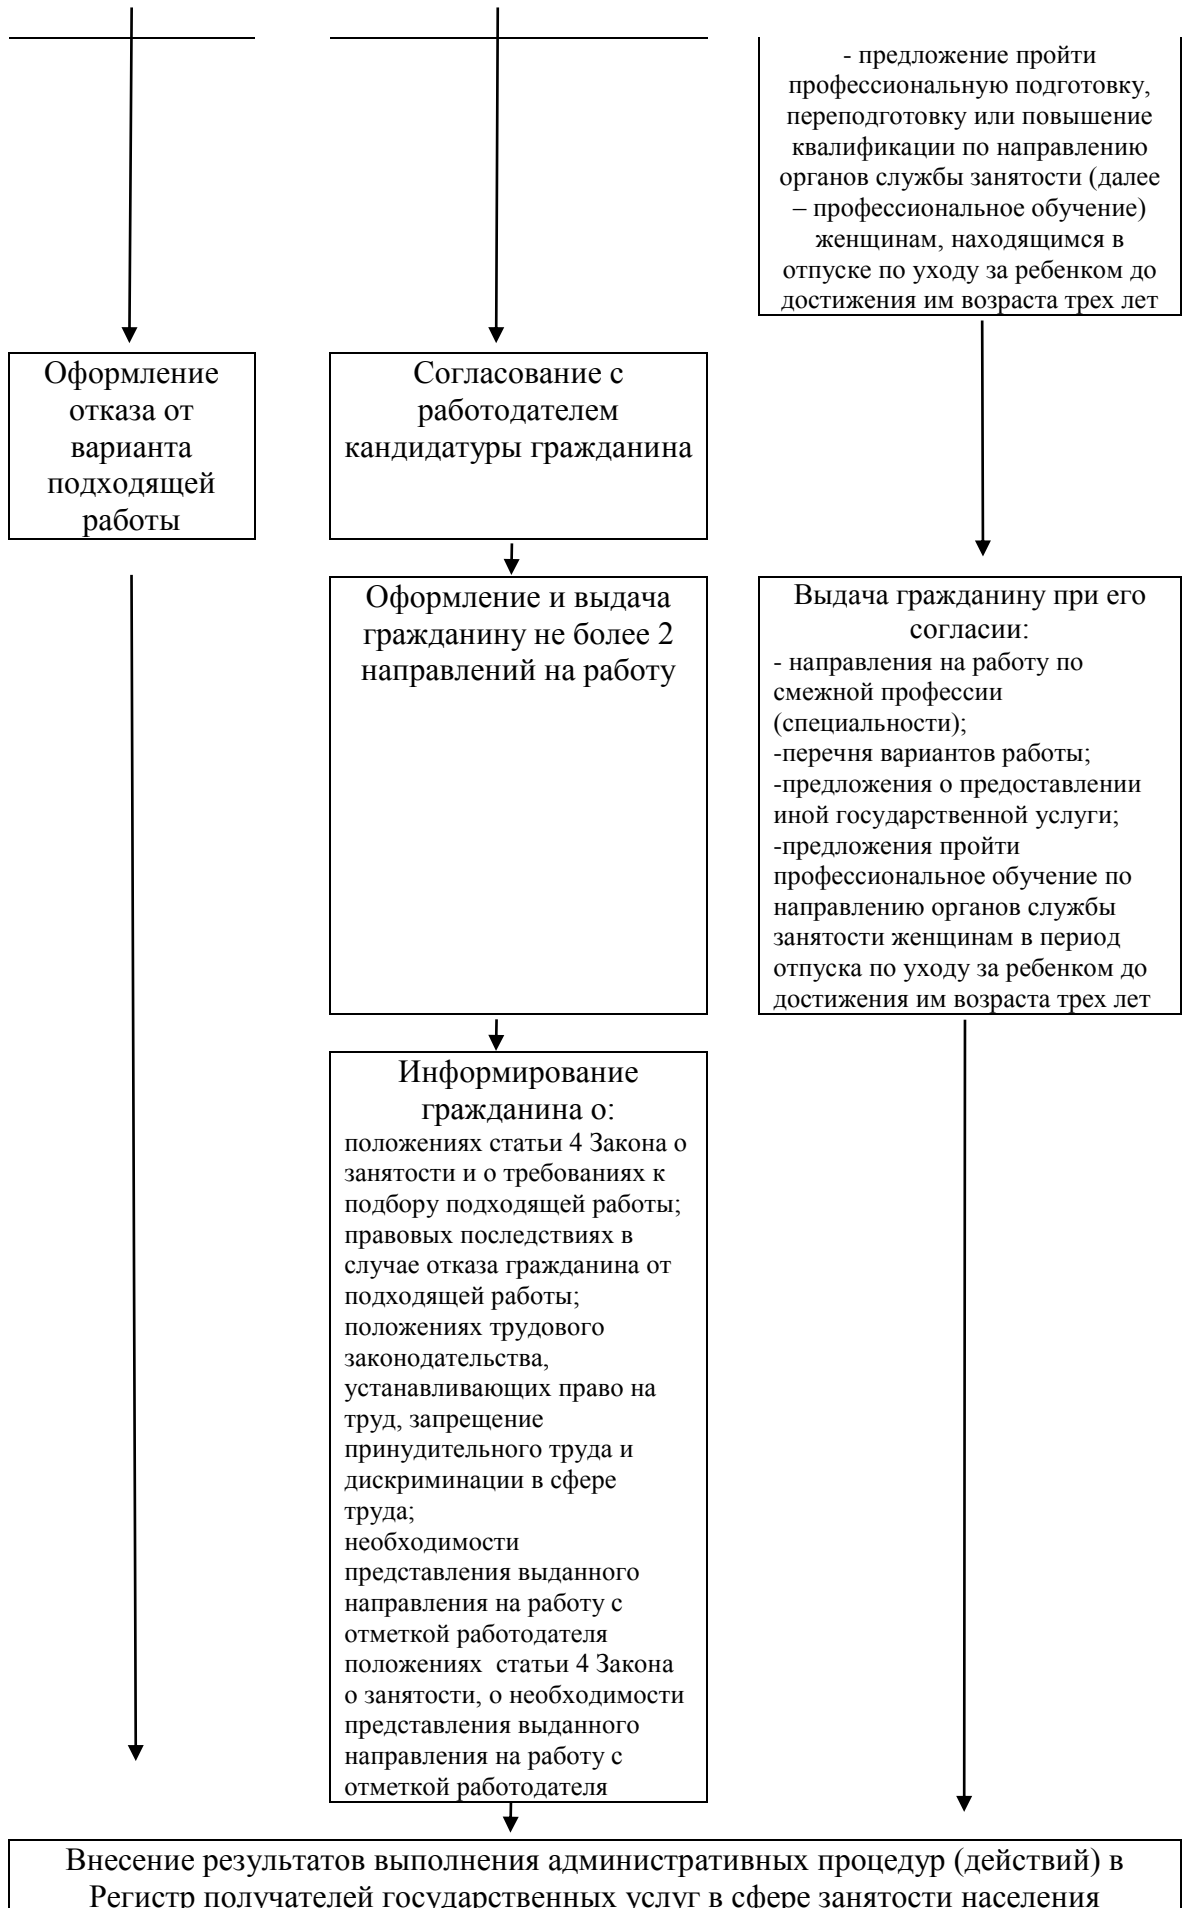 - предложение пройти
профессиональную подготовку,
переподготовку или повышение
квалификации по направлению
органов службы занятости (далее
– профессиональное обучение)
женщинам, находящимся в
отпуске по уходу за ребенком до
достижения им возраста трех лет
Оформление
отказа от
варианта
подходящей
работы
Согласование с
работодателем
кандидатуры гражданина
Оформление и выдача
гражданину не более 2
направлений на работу
Выдача гражданину при его
согласии:
- направления на работу по
смежной профессии
(специальности);
-перечня вариантов работы;
-предложения о предоставлении
иной государственной услуги;
-предложения пройти
профессиональное обучение по
направлению органов службы
занятости женщинам в период
отпуска по уходу за ребенком до
достижения им возраста трех лет
Информирование
гражданина о:
положениях статьи 4 Закона о
занятости и о требованиях к
подбору подходящей работы;
правовых последствиях в
случае отказа гражданина от
подходящей работы;
положениях трудового
законодательства,
устанавливающих право на
труд, запрещение
принудительного труда и
дискриминации в сфере
труда;
необходимости
представления выданного
направления на работу с
отметкой работодателя
положениях  статьи 4 Закона
о занятости, о необходимости
представления выданного
направления на работу с
отметкой работодателя
Внесение результатов выполнения административных процедур (действий) в
Регистр получателей государственных услуг в сфере занятости населения